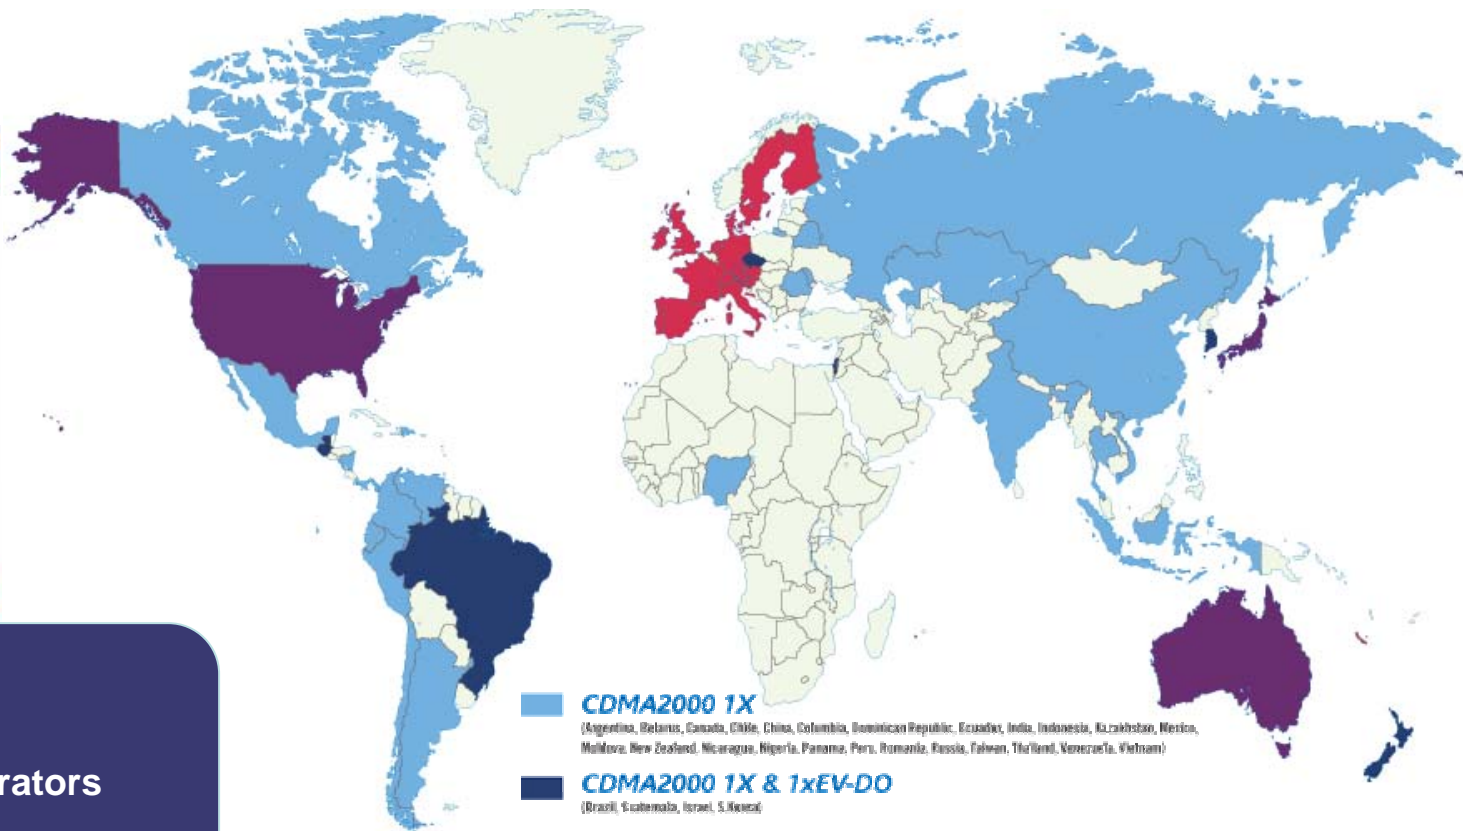 CDMA2000 1X
(Argentina, Belarus, Canada, Chile, China, Columbia, Dominican Republic, Ecuador, India, Indonesia, Kazakhstan, Mexico,
Moldova, New Zealand, Nicaragua, Nigeria, Panama, Peru, Romania, Russia, Taiwan, Thailand, Venezuela, Vietnam)
CDMA2000 1X & 1xEV-DO
(Brazil, Guatemala, Israel, S.Korea)
rators